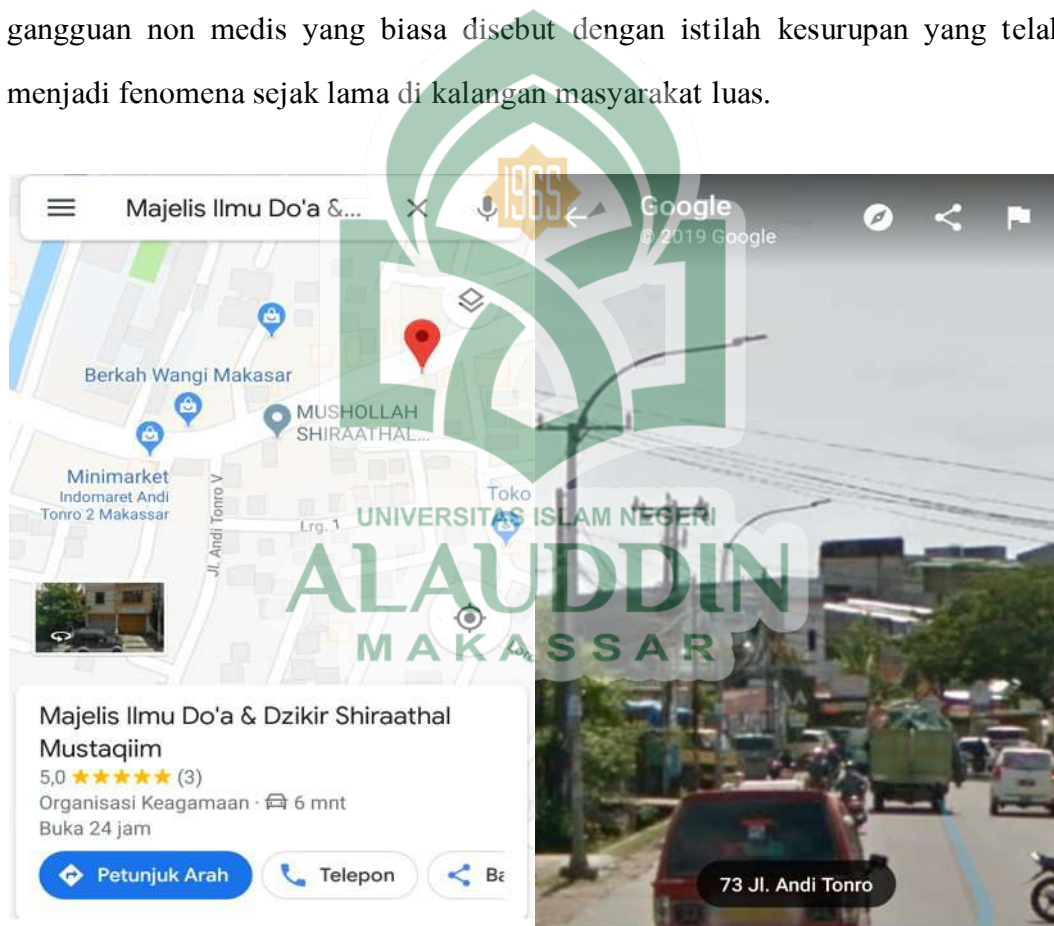 gangguan non medis yang biasa disebut dengan istilah kesurupan yang telah
menjadi fenomena sejak lama di kalangan masyarakat luas.
Majelis Ilmu Do'a &...
Berkah Wangi Makasar
MUSHOLLAH
SHIRAATHAL...
Minimarket
Indomaret Andi
Tonro 2 Makassar
Jl. Andi Tonro V
Lrg. 1
Toko
Majelis Ilmu Do'a & Dzikir Shiraathal
Mustaqiim
5,0 (3)
Organisasi Keagamaan · 6 mnt
Buka 24 jam
Petunjuk Arah
Telepon
Ba
Google
© 2019 Google
73 Jl. Andi Tonro
1965
UNIVERSITAS ISLAM NEGERI
ALAUDDIN
MAKASSAR